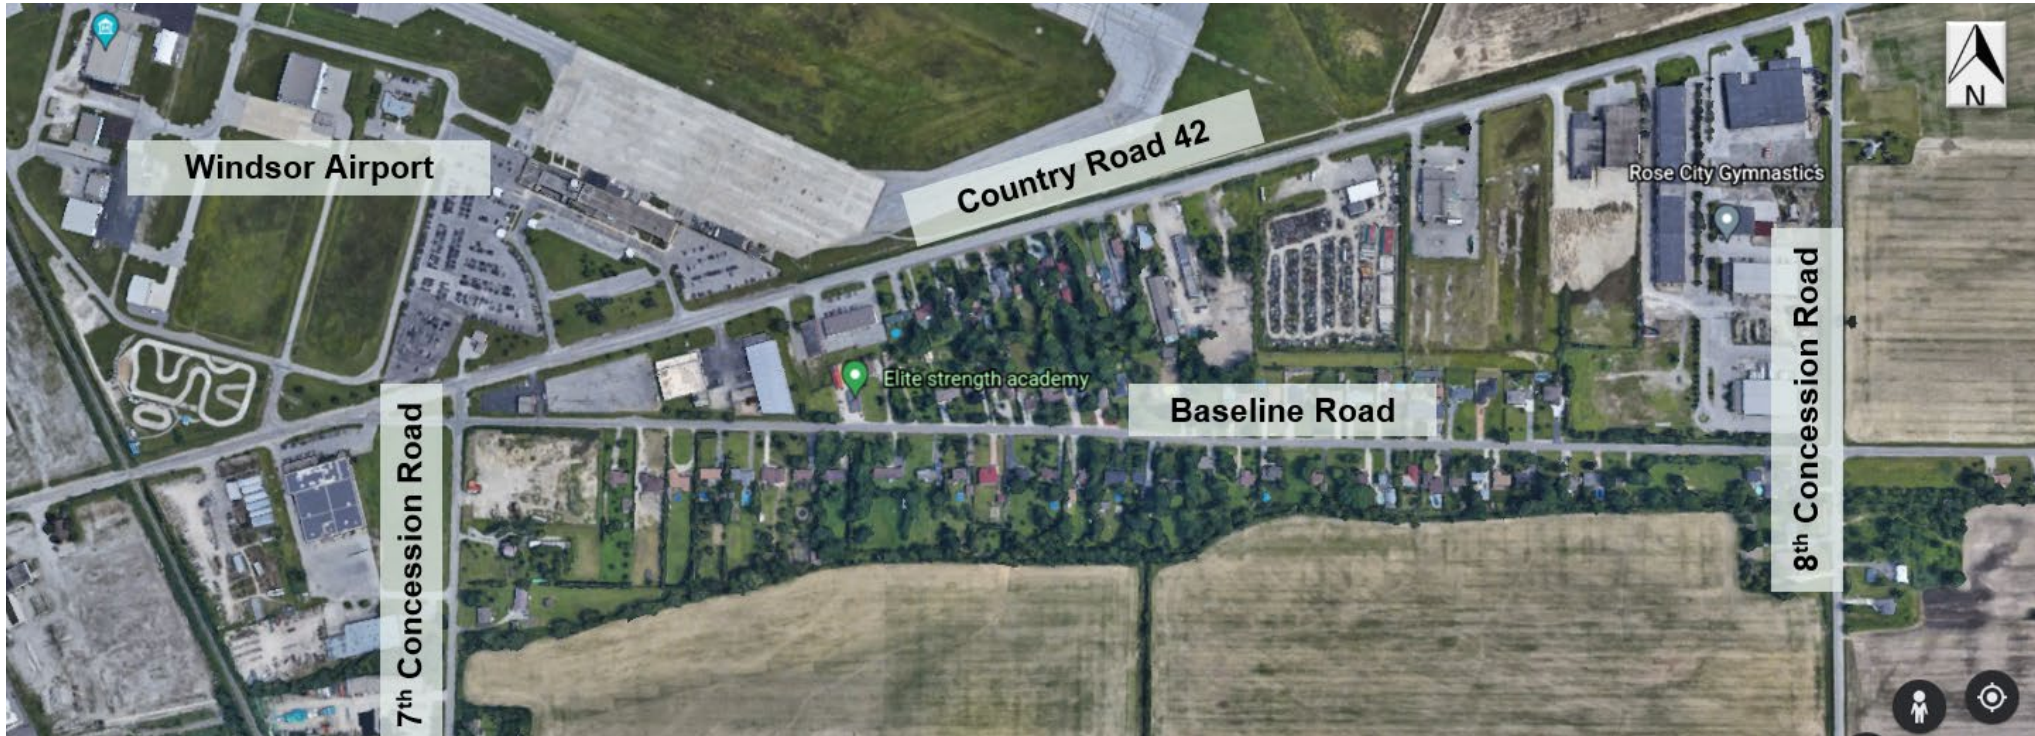 N
Windsor Airport
Country Road 42
Rose City Gymnastics
Elite strength academy
Baseline Road
7th Concession Road
8th Concession Road